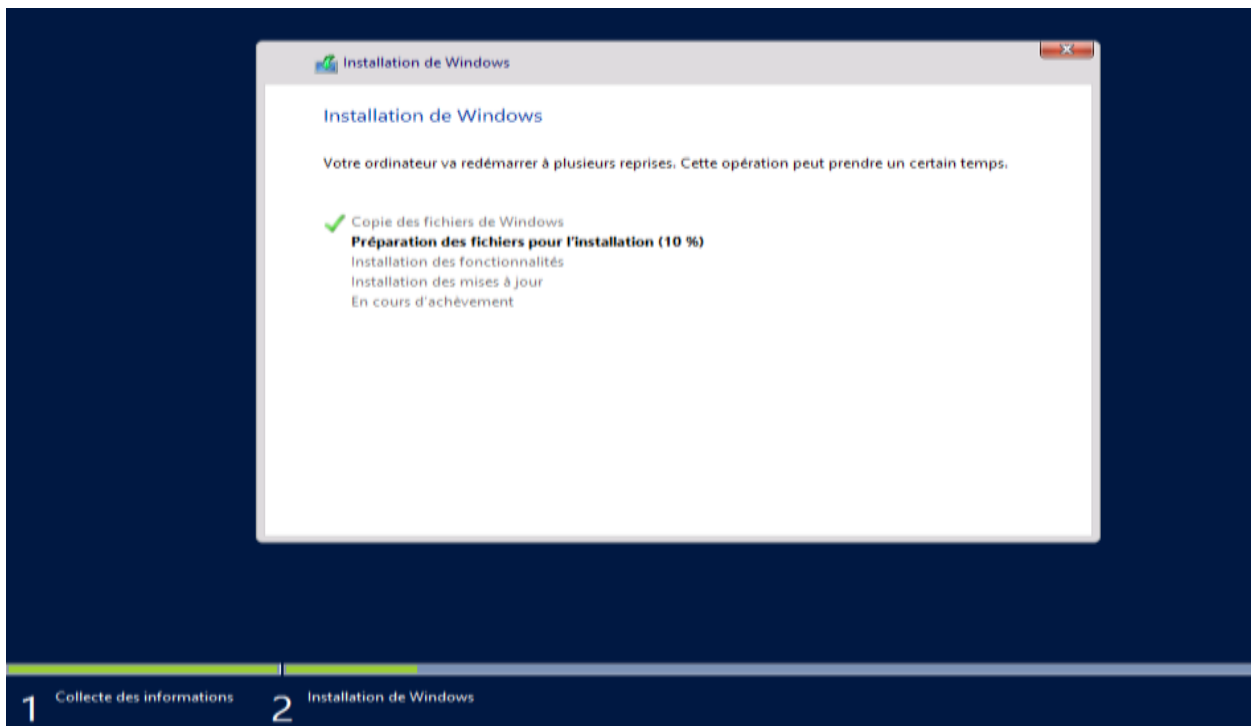 Installation de Windows
Installation de Windows
Votre ordinateur va redémarrer à plusieurs reprises. Cette opération peut prendre un certain temps.
Copie des fichiers de Windows
Préparation des fichiers pour l'installation (10 %)
Installation des fonctionnalités
Installation des mises à jour
En cours d'achèvement
1 Collecte des informations 2 Installation de Windows